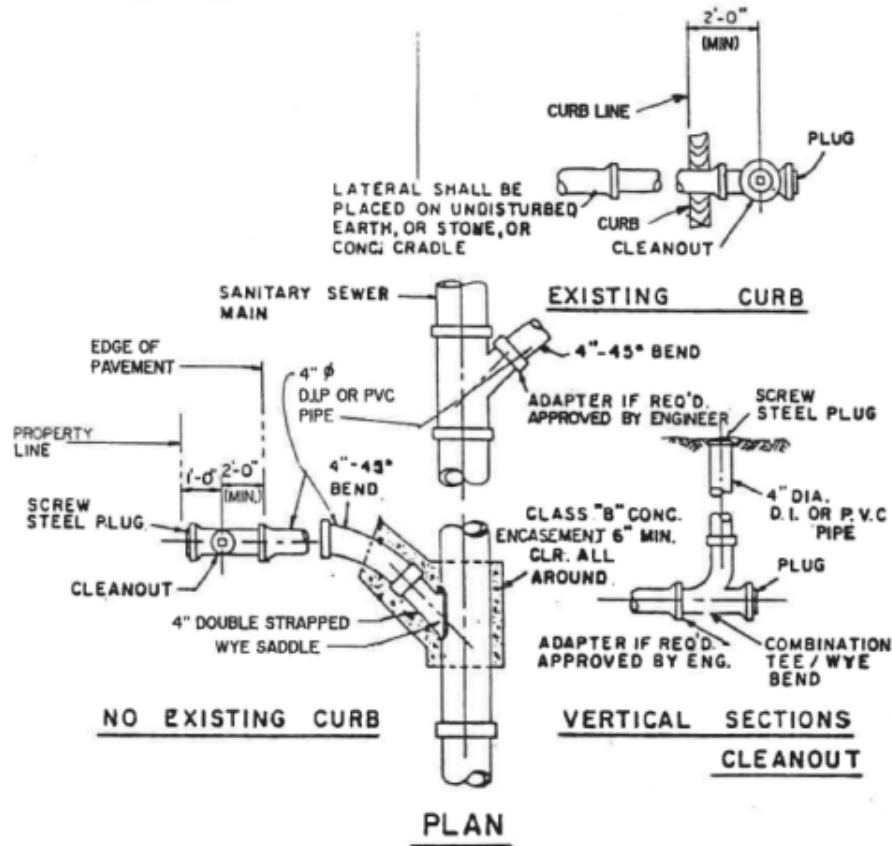 2'-0"
(MIN)
CURB LINE
PLUG
LATERAL SHALL BE
PLACED ON UNDISTURBED
EARTH, OR STONE, OR
CONC; CRADLE
CURB
CLEANOUT
EXISTING CURB
SANITARY SEWER
MAIN
4"-45° BEND
ADAPTER IF REQ'D.
APPROVED BY ENGINEER
EDGE OF
PAVEMENT
4" ϕ
D.I.P OR PVC
PIPE
PROPERTY
LINE
1'-0"
2'-0"
(MIN.)
4"-45°
BEND
SCREW
STEEL PLUG
CLEANOUT
4" DOUBLE STRAPPED
WYE SADDLE
CLASS "B" CONC.
ENCASEMENT 6" MIN.
CLR. ALL
AROUND
SCREW
STEEL PLUG
4" DIA.
D.I. OR P.V.C
PIPE
PLUG
ADAPTER IF REQ'D.
APPROVED BY ENG.
COMBINATION
TEE/WYE
BEND
NO EXISTING CURB
VERTICAL SECTIONS
CLEANOUT
PLAN